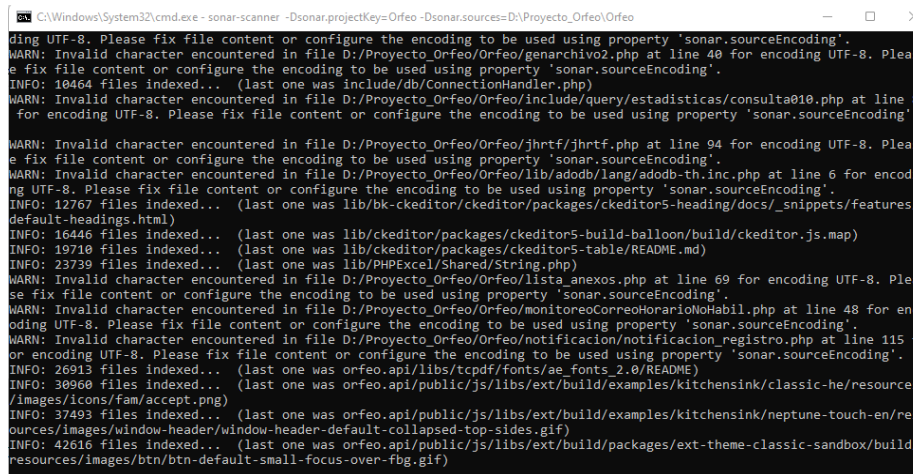 C:\Windows\System32\cmd.exe - sonar-scanner -Dsonar.projectKey=Orfeo -Dsonar.sources=D:\Proyecto_Orfeo\Orfeo
ding UTF-8. Please fix file content or configure the encoding to be used using property 'sonar.sourceEncoding'.
WARN: Invalid character encountered in file D:/Proyecto_Orfeo/Orfeo/genarchivo2.php at line 40 for encoding UTF-8. Plea
e fix file content or configure the encoding to be used using property 'sonar.sourceEncoding'.
INFO: 10464 files indexed... (last one was include/db/ConnectionHandler.php)
WARN: Invalid character encountered in file D:/Proyecto_Orfeo/Orfeo/include/query/estadisticas/consulta010.php at line
for encoding UTF-8. Please fix file content or configure the encoding to be used using property 'sonar.sourceEncoding'
WARN: Invalid character encountered in file D:/Proyecto_Orfeo/Orfeo/jhrtf/jhrtf.php at line 94 for encoding UTF-8. Plea
e fix file content or configure the encoding to be used using property 'sonar.sourceEncoding'.
WARN: Invalid character encountered in file D:/Proyecto_Orfeo/Orfeo/lib/adodb/lang/adodb-th.inc.php at line 6 for encod
ng UTF-8. Please fix file content or configure the encoding to be used using property 'sonar.sourceEncoding'.
INFO: 12767 files indexed... (last one was lib/bk-ckeditor/ckeditor/packages/ckeditor5-heading/docs/_snippets/features
default-headings.html)
INFO: 16446 files indexed... (last one was lib/ckeditor/packages/ckeditor5-build-balloon/build/ckeditor.js.map)
INFO: 19710 files indexed... (last one was lib/ckeditor/packages/ckeditor5-table/README.md)
INFO: 23739 files indexed... (last one was lib/PHPExcel/Shared/String.php)
WARN: Invalid character encountered in file D:/Proyecto_Orfeo/Orfeo/lista_anexos.php at line 69 for encoding UTF-8. Ple
se fix file content or configure the encoding to be used using property 'sonar.sourceEncoding'.
WARN: Invalid character encountered in file D:/Proyecto_Orfeo/Orfeo/monitoreoCorreoHorarioNoHabil.php at line 48 for en
oding UTF-8. Please fix file content or configure the encoding to be used using property 'sonar.sourceEncoding'.
WARN: Invalid character encountered in file D:/Proyecto_Orfeo/Orfeo/notificacion/notificacion_registro.php at line 115
or encoding UTF-8. Please fix file content or configure the encoding to be used using property 'sonar.sourceEncoding'.
INFO: 26913 files indexed... (last one was orfeo.api/libs/tcpdf/fonts/ae_fonts_2.0/README)
INFO: 30960 files indexed... (last one was orfeo.api/public/js/libs/ext/build/examples/kitchensink/classic-he/resource
/images/icons/fam/accept.png)
INFO: 37493 files indexed... (last one was orfeo.api/public/js/libs/ext/build/examples/kitchensink/neptune-touch-en/re
ources/images/window-header/window-header-default-collapsed-top-sides.gif)
INFO: 42616 files indexed... (last one was orfeo.api/public/js/libs/ext/build/packages/ext-theme-classic-sandbox/build
resources/images/btn/btn-default-small-focus-over-fbg.gif)